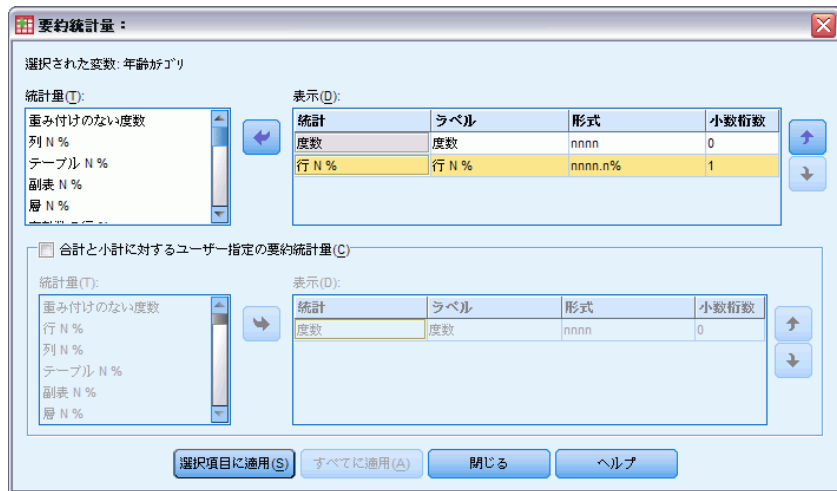 要約統計量：
選択された変数: 年齢ｶﾃｺﾞﾘ
統計量(T):
重み付けのない度数
列 N %
テーブル N %
副表 N %
層 N %
表示(D):
統計 ラベル 形式 小数桁数
度数 度数 nnnn 0
行 N % 行 N % nnnn.n% 1
合計と小計に対するユーザー指定の要約統計量(C)
統計量(T):
重み付けのない度数
行 N %
列 N %
テーブル N %
副表 N %
層 N %
表示(D):
統計 ラベル 形式 小数桁数
度数 度数 nnnn 0
選択項目に適用(S) すべてに適用(A) 閉じる ヘルプ